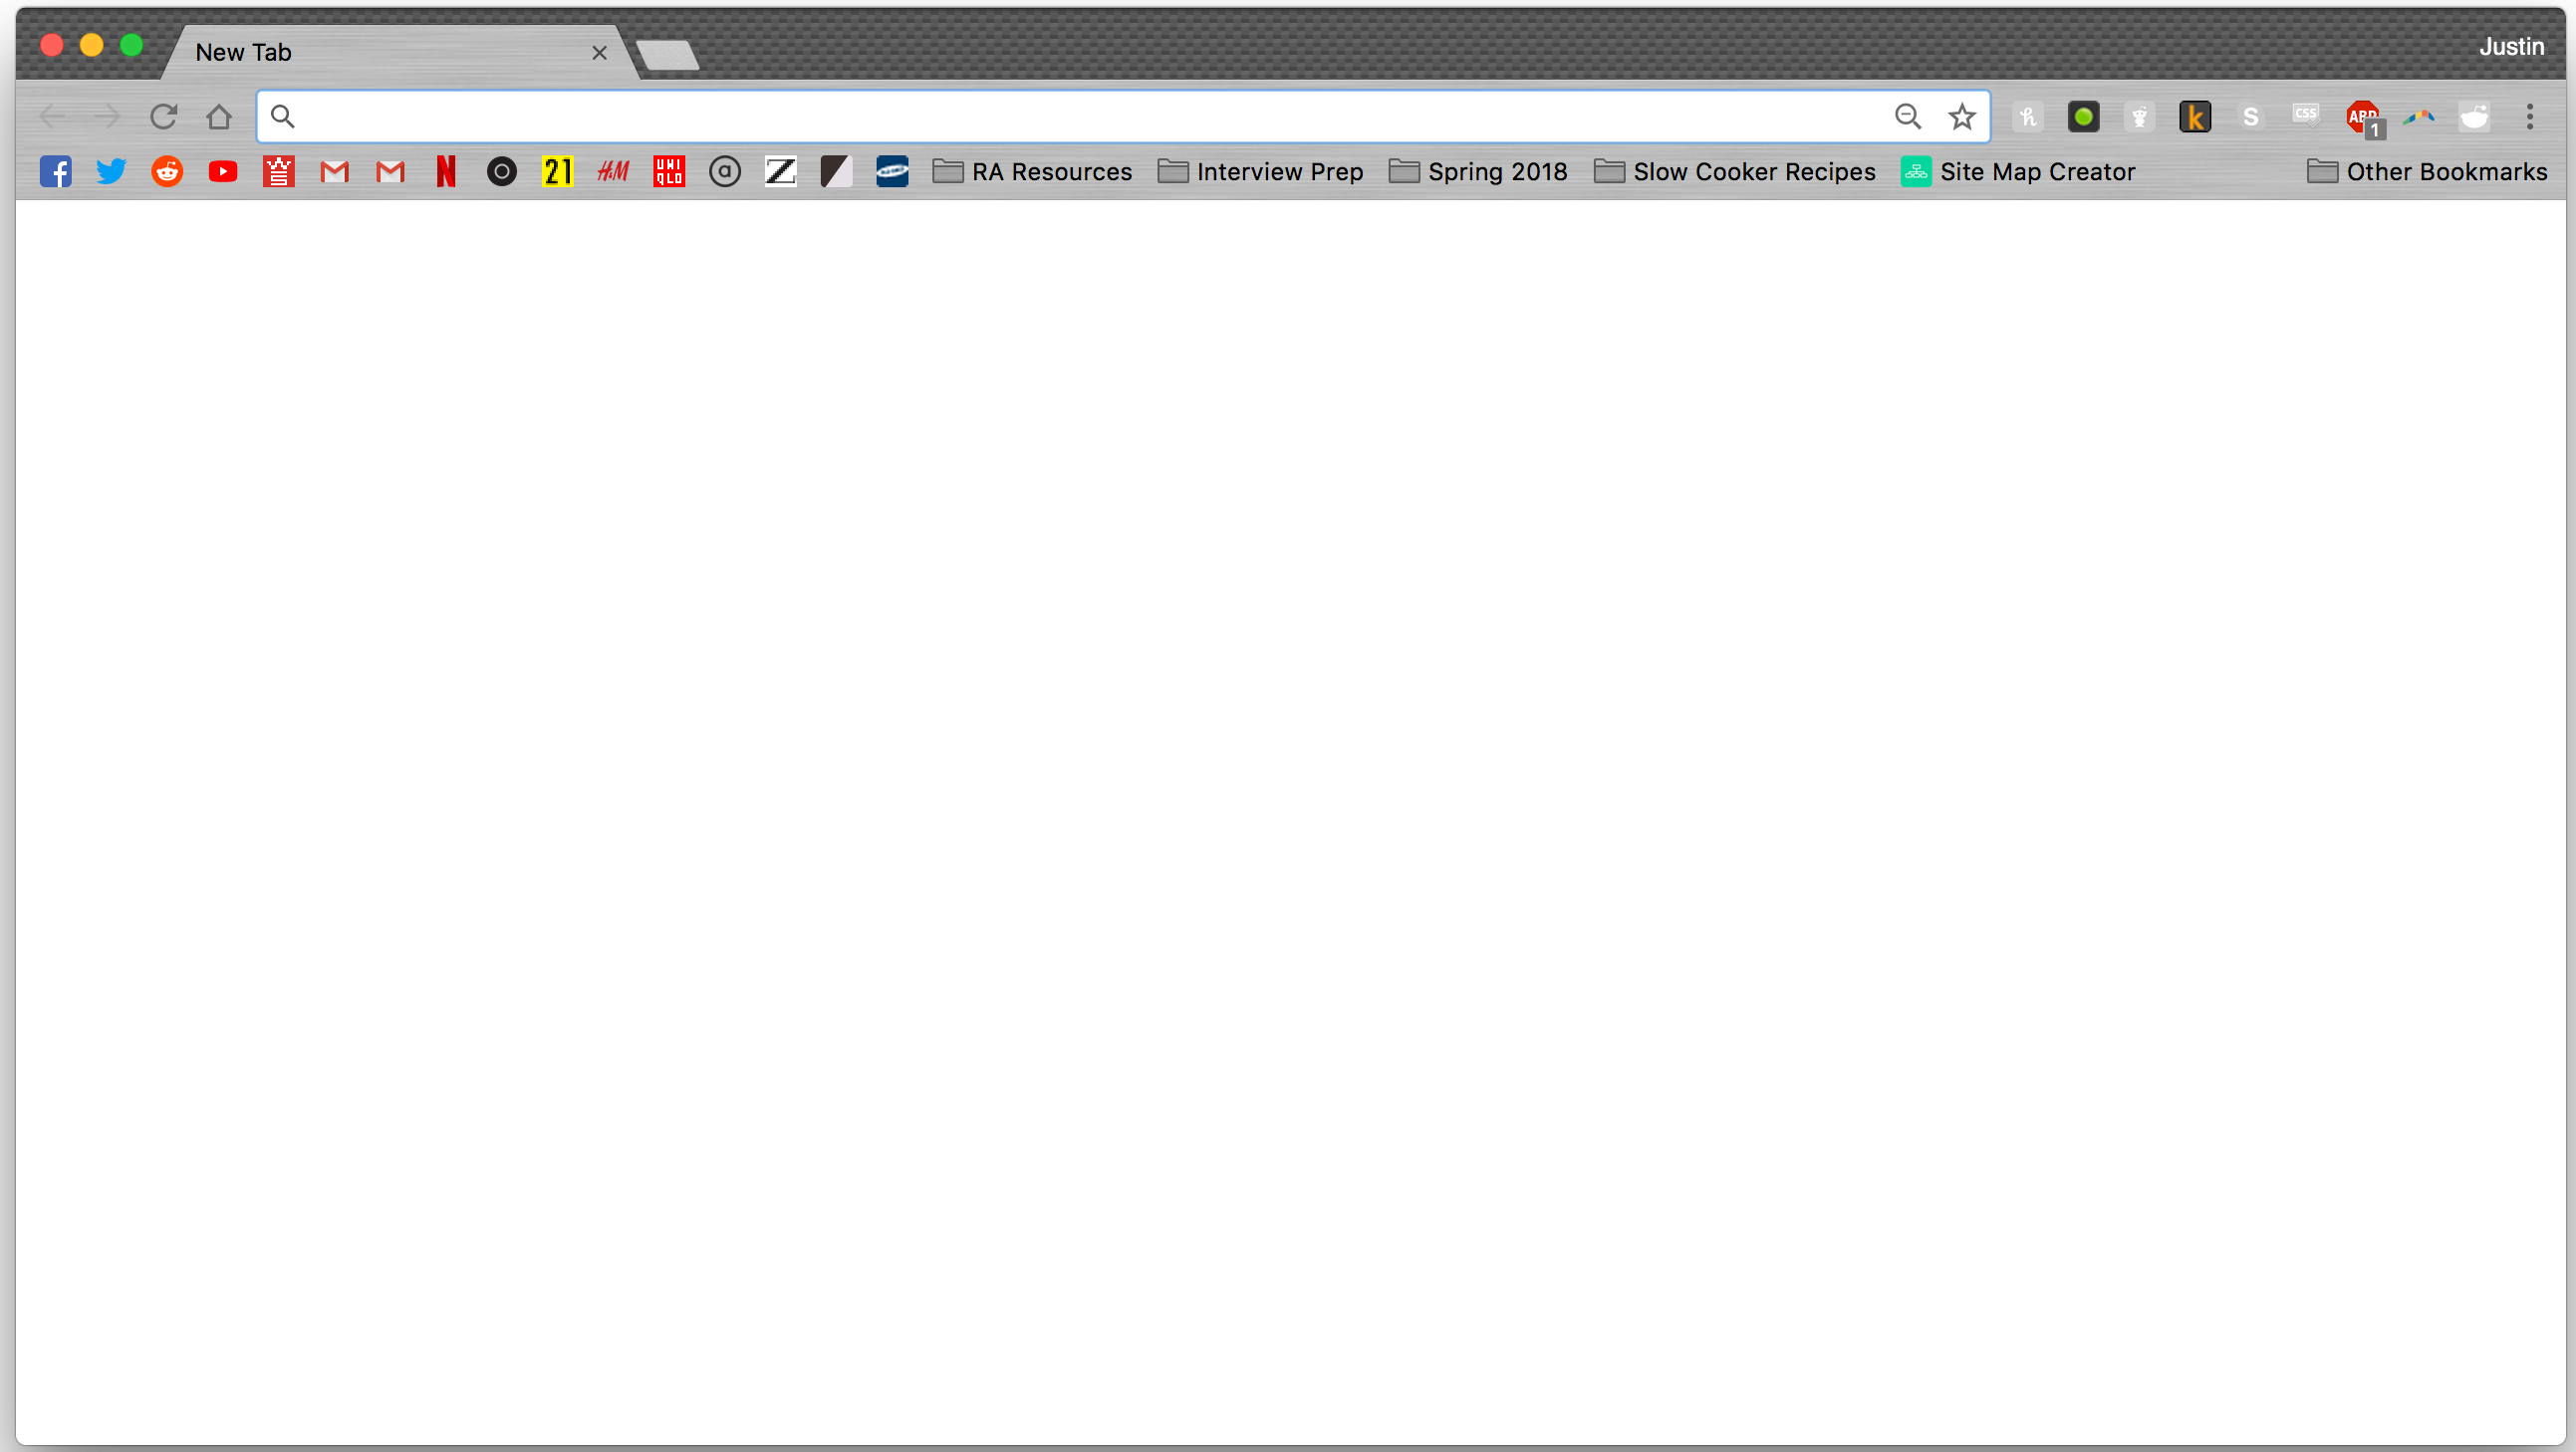 New Tab
Justin
h k S CSS ABP 1
f N 21 H&M UNI QLO a Z RA Resources Interview Prep Spring 2018 Slow Cooker Recipes Site Map Creator Other Bookmarks